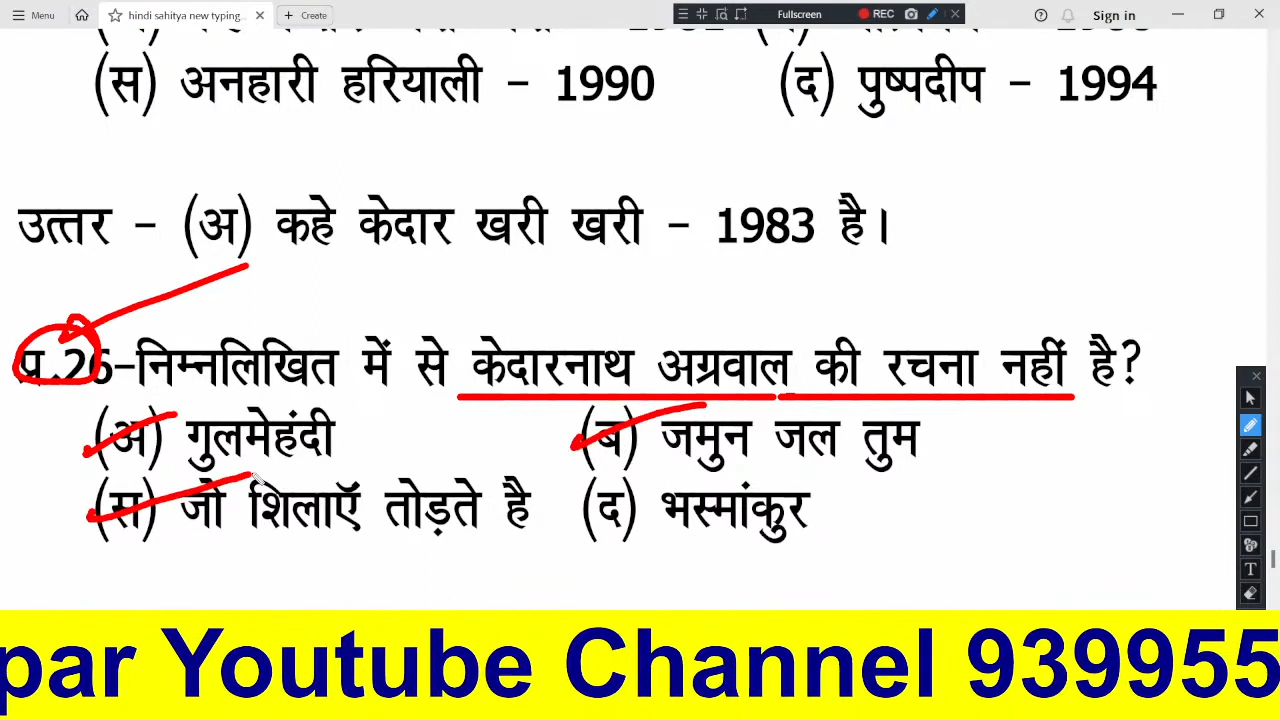 Menu hindi sahitya new typing... Create Fullscreen REC Sign in
(स) अनहारी हरियाली - 1990 (द) पुष्पदीप - 1994
उत्तर - (अ) कहे केदार खरी खरी - 1983 है।
प्र.26-निम्नलिखित में से केदारनाथ अग्रवाल की रचना नहीं है?
(अ) गुलमेहंदी (ब) जमुन जल तुम
(स) जो शिलाऍ तोड़ते है (द) भस्मांकुर
par Youtube Channel 939955